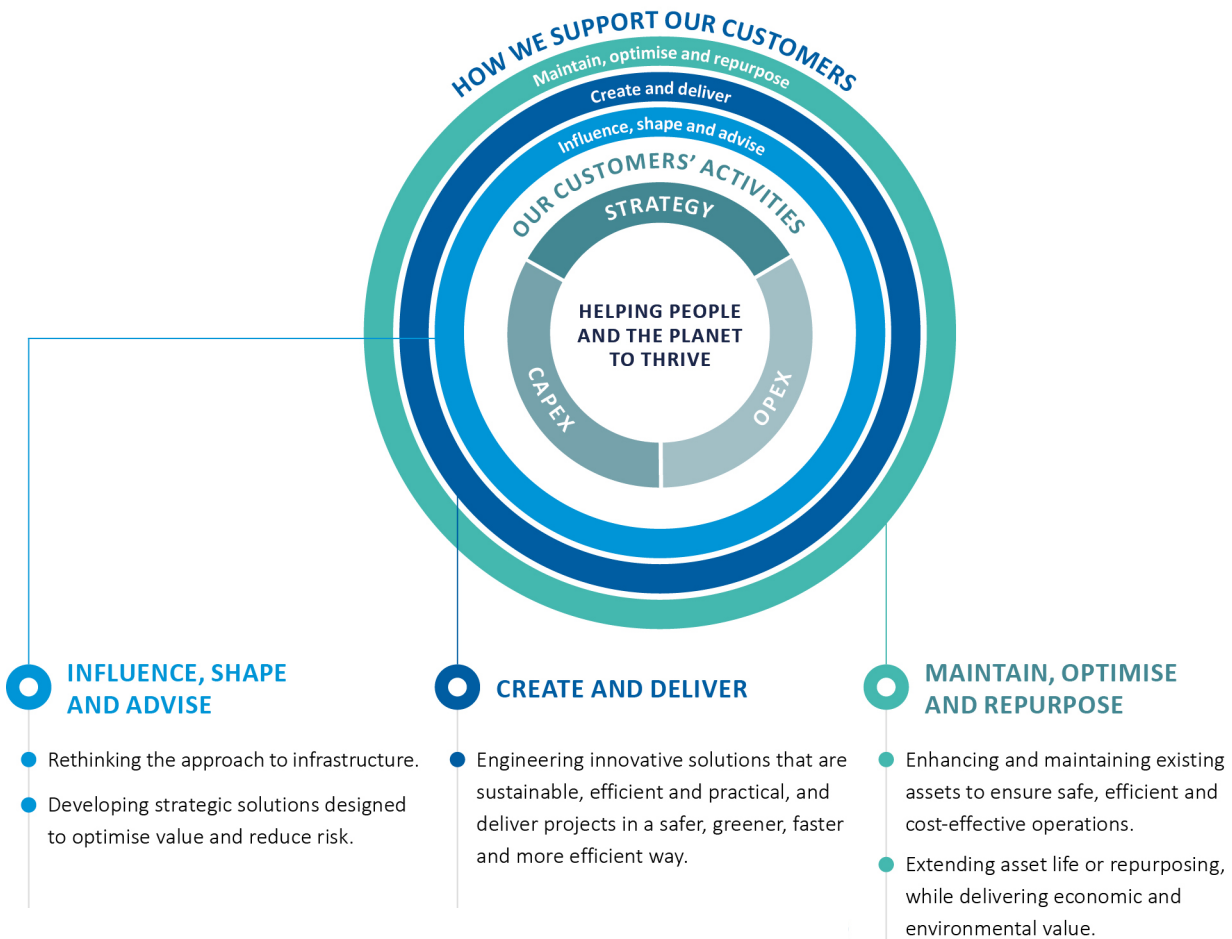 HOW WE SUPPORT OUR CUSTOMERS
Maintain, optimise and repurpose
Create and deliver
Influence, shape and advise
OUR CUSTOMERS’ ACTIVITIES
STRATEGY
HELPING PEOPLE
AND THE PLANET
TO THRIVE
CAPEX
OPEX
INFLUENCE, SHAPE
AND ADVISE
Rethinking the approach to infrastructure.
Developing strategic solutions designed
to optimise value and reduce risk.
CREATE AND DELIVER
Engineering innovative solutions that are
sustainable, efficient and practical, and
deliver projects in a safer, greener, faster
and more efficient way.
MAINTAIN, OPTIMISE
AND REPURPOSE
Enhancing and maintaining existing
assets to ensure safe, efficient and
cost-effective operations.
Extending asset life or repurposing,
while delivering economic and
environmental value.